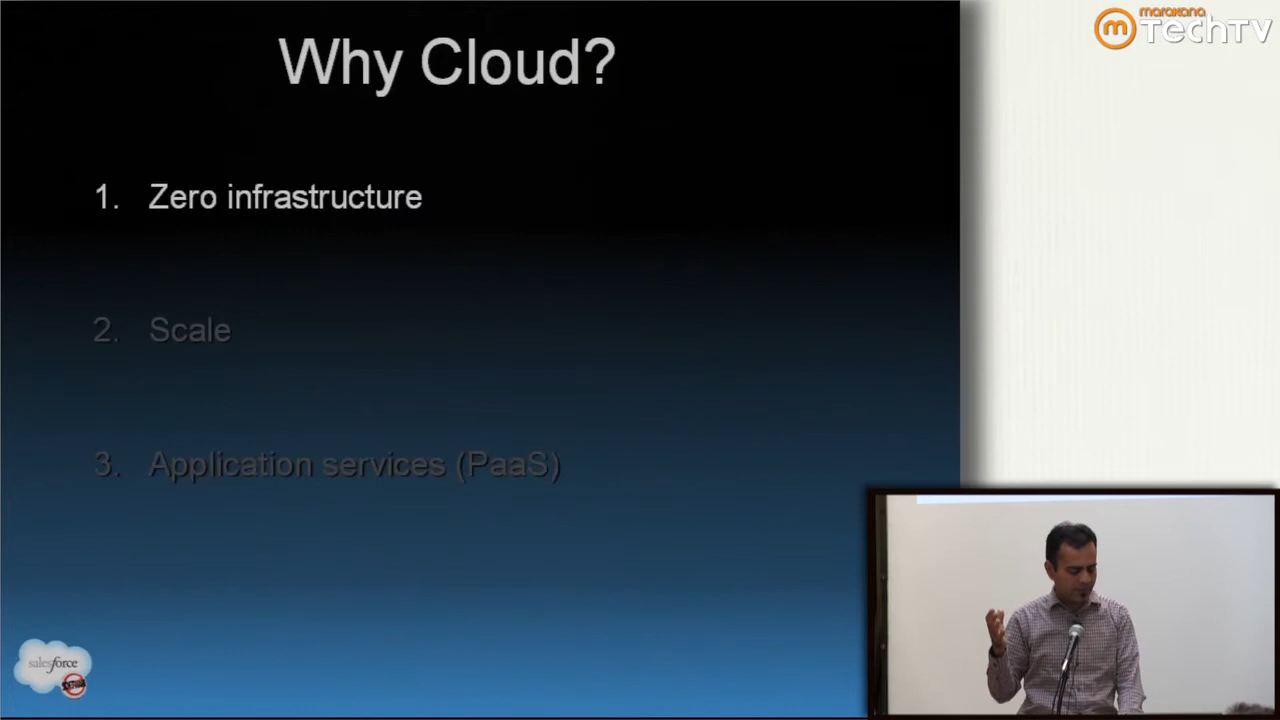 Why Cloud?
marakana
m TechTV
1. Zero infrastructure
2. Scale
3. Application services (PaaS)
salesforce